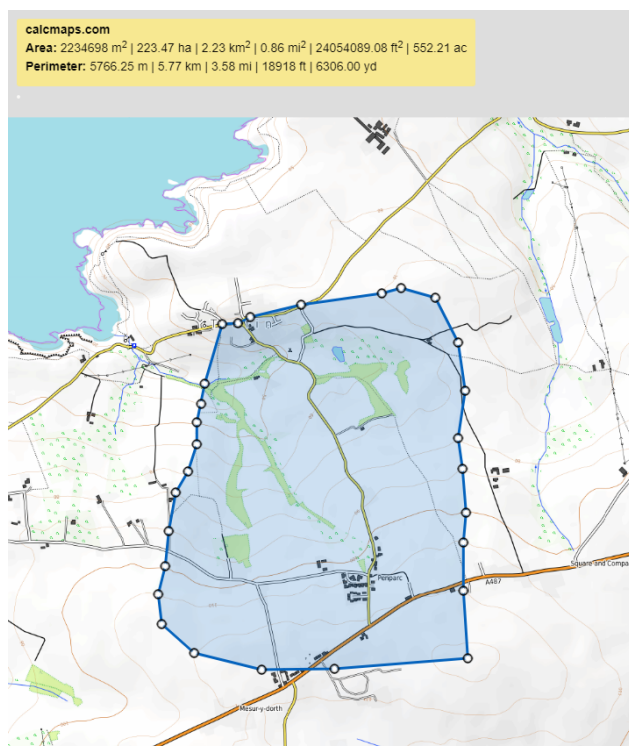 calcmaps.com
Area: 2234698 m² | 223.47 ha | 2.23 km² | 0.86 mi² | 24054089.08 ft² | 552.21 ac
Perimeter: 5766.25 m | 5.77 km | 3.58 mi | 18918 ft | 6306.00 yd
Square and Compa
Penparc
A487
Mesur-y-dorth